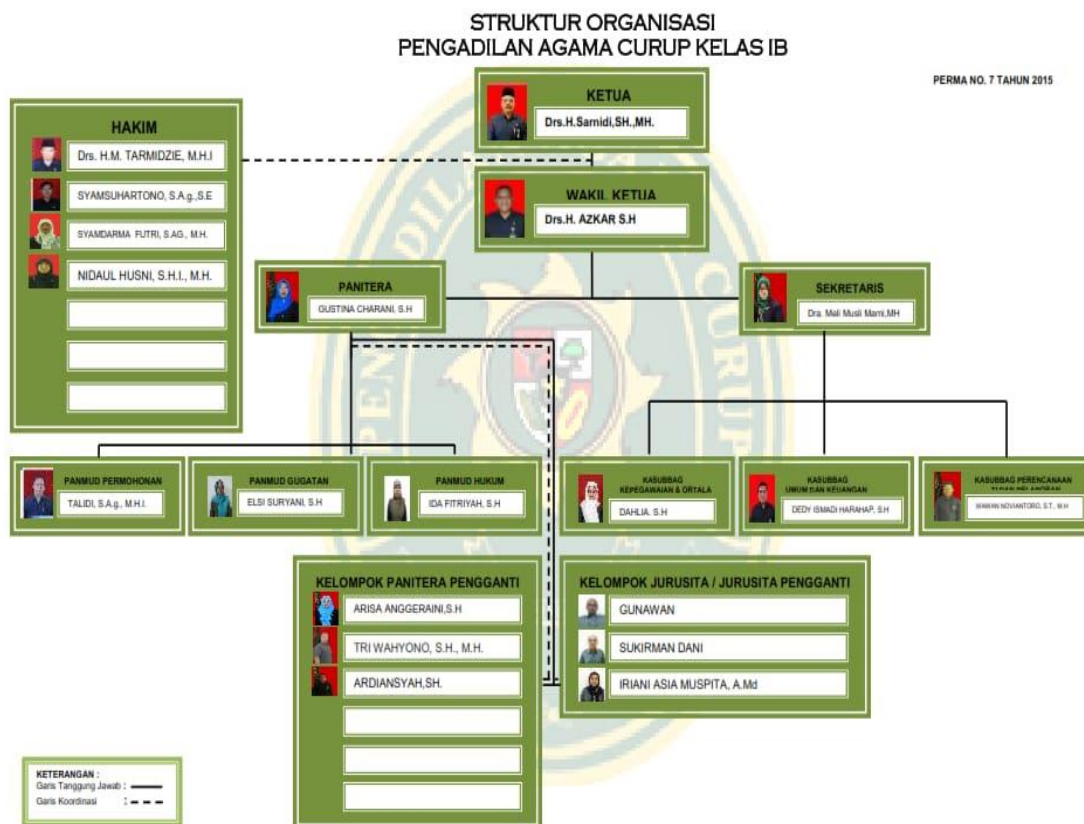 STRUKTUR ORGANISASI
PENGADILAN AGAMA CURUP KELAS IB
PERMA NO. 7 TAHUN 2015
KETUA
Drs.H.Sarnidi,SH.,MH.
HAKIM
Drs. H.M. TARMIDZIE, M.H.I
SYAMSUHARTONO, S.A.g.,S.E
SYAMDARMA FUTRI, S.AG., M.H.
NIDAUL HUSNI, S.H.I., M.H.
WAKIL KETUA
Drs.H. AZKAR S.H
PANITERA
GUSTINA CHARANI, S.H
SEKRETARIS
Dra. Meli Musli Marni,MH
PANMUD PERMOHONAN
TALIDI, S.A.g., M.H.I.
PANMUD GUGATAN
ELSI SURYANI, S.H
PANMUD HUKUM
IDA FITRIYAH, S.H
KASUBBAG
KEPEGAWAIAN & ORTALA
DAHLIA. S.H
KASUBBAG
UMUM DAN KEUANGAN
DEDY ISMADI HARAHAP, S.H
KASUBBAG PERENCANAAN
WAWAN NOVIANTORO, S.T., M.H
KELOMPOK PANITERA PENGGANTI
ARISA ANGGERAINI,S.H
TRI WAHYONO, S.H., M.H.
ARDIANSYAH,SH.
KELOMPOK JURUSITA / JURUSITA PENGGANTI
GUNAWAN
SUKIRMAN DANI
IRIANI ASIA MUSPITA, A.Md
KETERANGAN :
Garis Tanggung Jawab :
Garis Koordinasi :